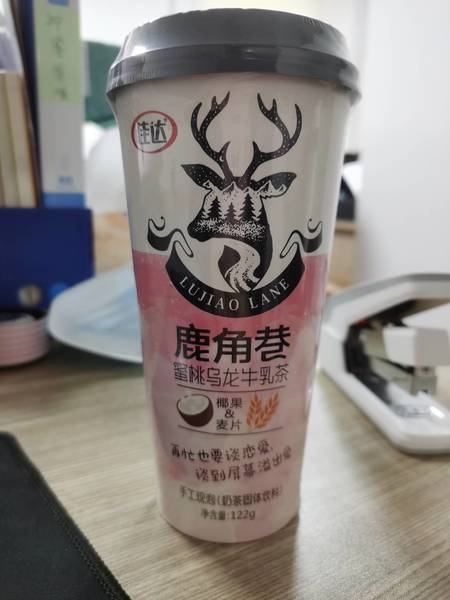 佳达
LUJIAO LANE
鹿角巷
蜜桃乌龙牛乳茶
椰果
&
麦片
再忙也要谈恋爱,
谈到屏幕溢出爱
手工现泡(奶茶固体饮料)
净含量:122g